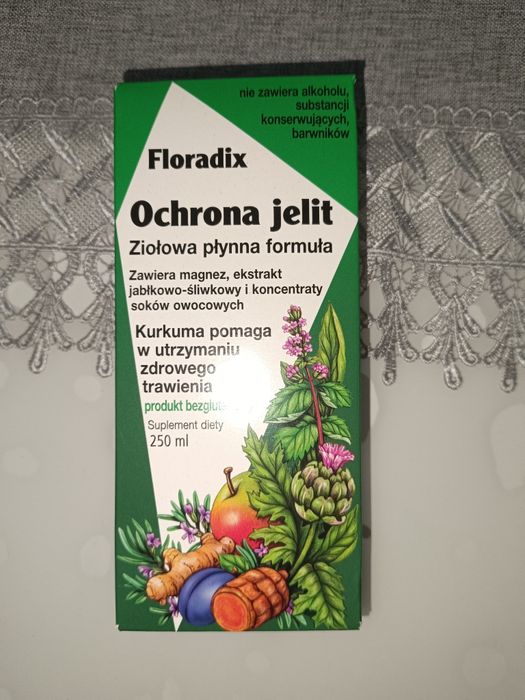 nie zawiera alkoholu,
substancji
konserwujących,
barwników
Floradix
Ochrona jelit
Ziołowa płynna formuła
Zawiera magnez, ekstrakt
jabłkowo-śliwkowy i koncentraty
soków owocowych
Kurkuma pomaga
w utrzymaniu
zdrowego
trawienia
produkt
Suplement diety
250 ml